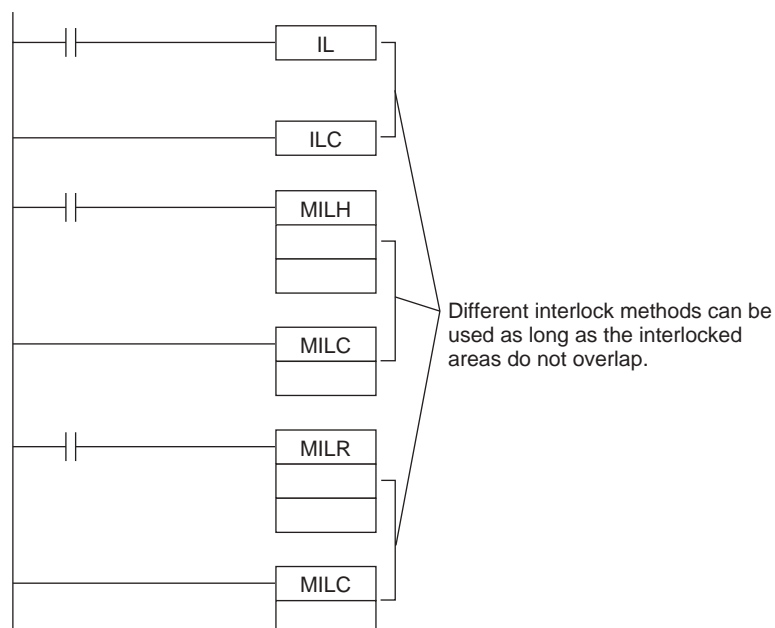 IL
ILC
MILH
MILC
Different interlock methods can be
used as long as the interlocked
areas do not overlap.
MILR
MILC